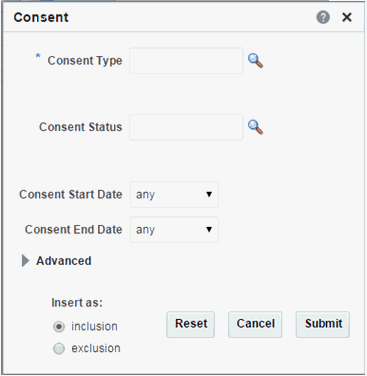 Consent
* Consent Type
Consent Status
Consent Start Date any
Consent End Date any
Advanced
Insert as:
inclusion
exclusion
Reset Cancel Submit